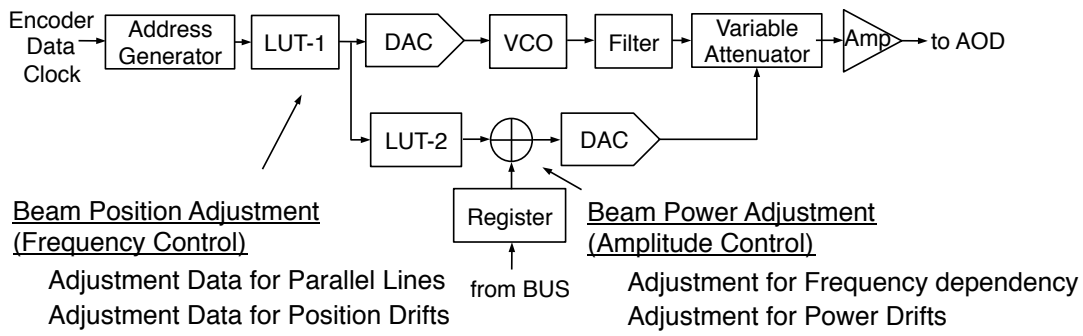 Encoder
Data
Clock
Address
Generator
LUT-1
DAC
VCO
Filter
Variable
Attenuator
Amp
to AOD
LUT-2
DAC
Register
from BUS
Beam Position Adjustment
(Frequency Control)
Adjustment Data for Parallel Lines
Adjustment Data for Position Drifts
Beam Power Adjustment
(Amplitude Control)
Adjustment for Frequency dependency
Adjustment for Power Drifts